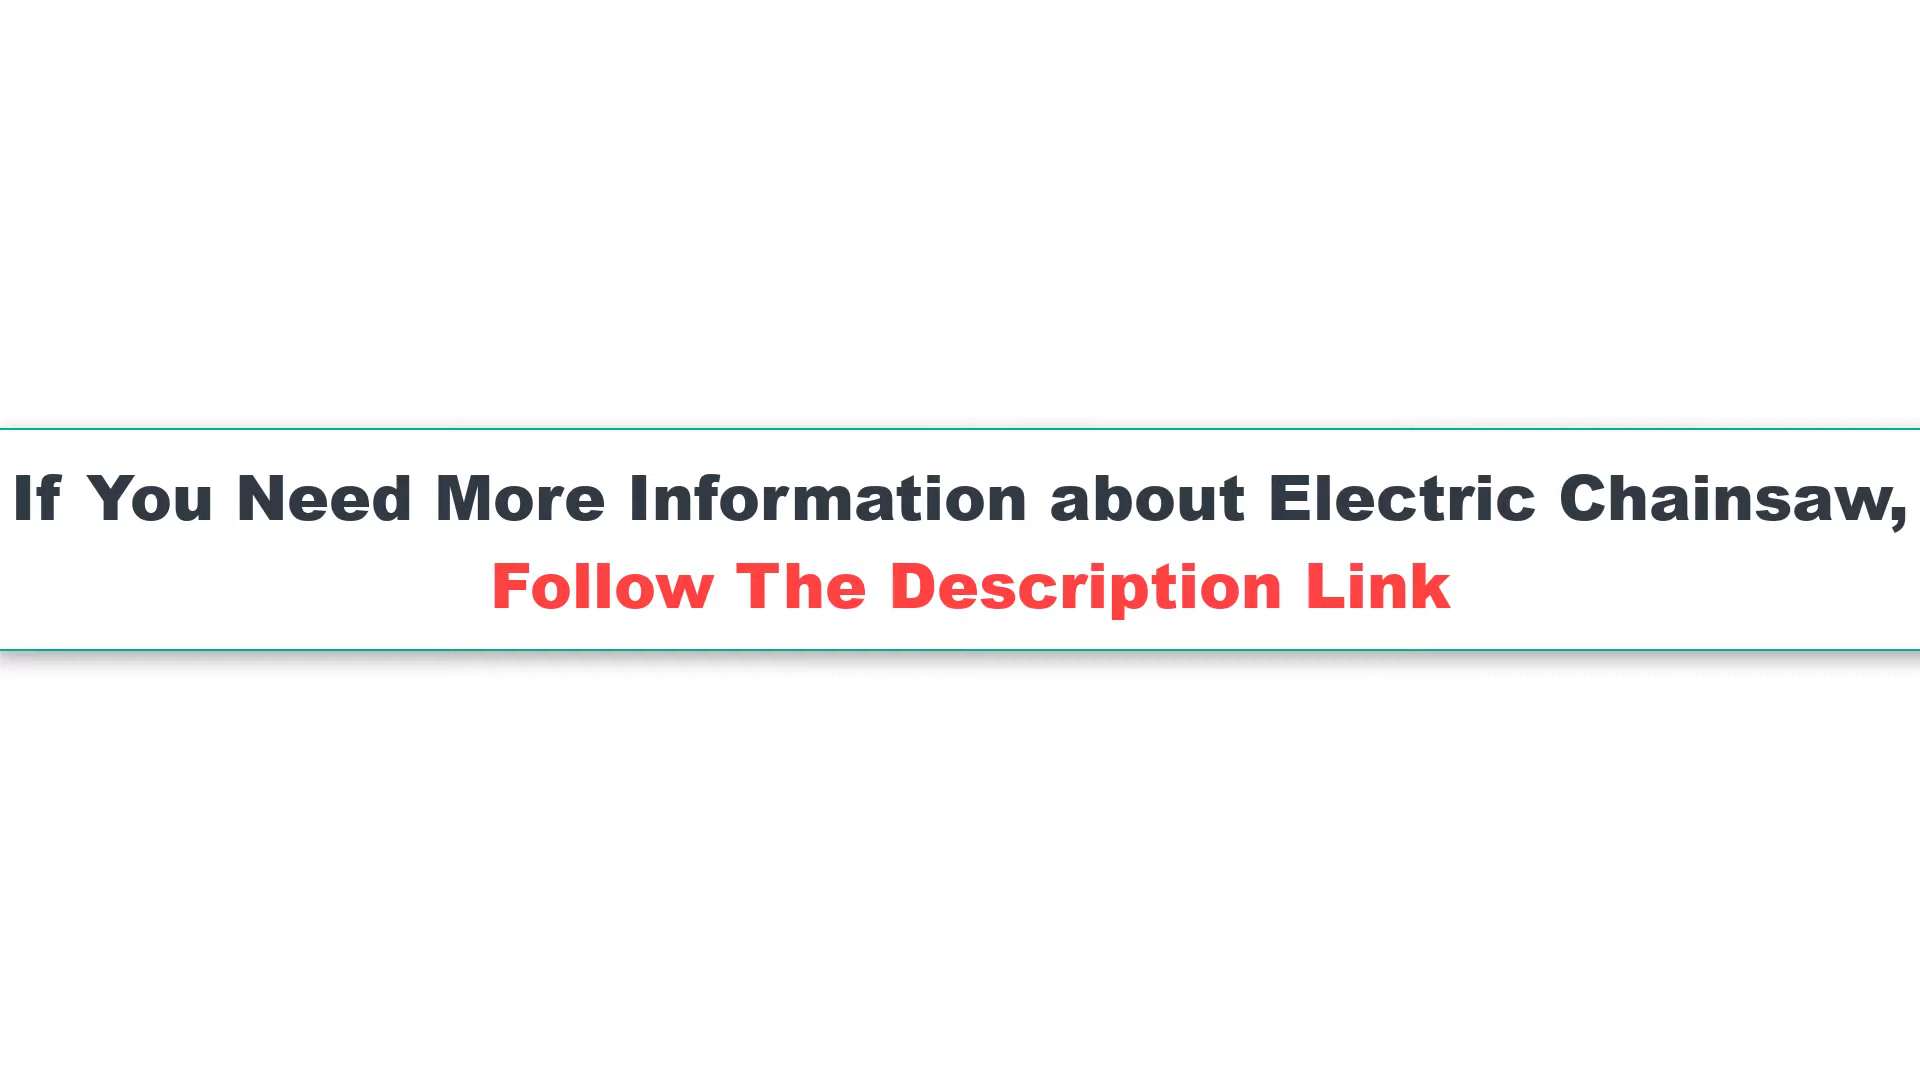 If You Need More Information about Electric Chainsaw,
Follow The Description Link